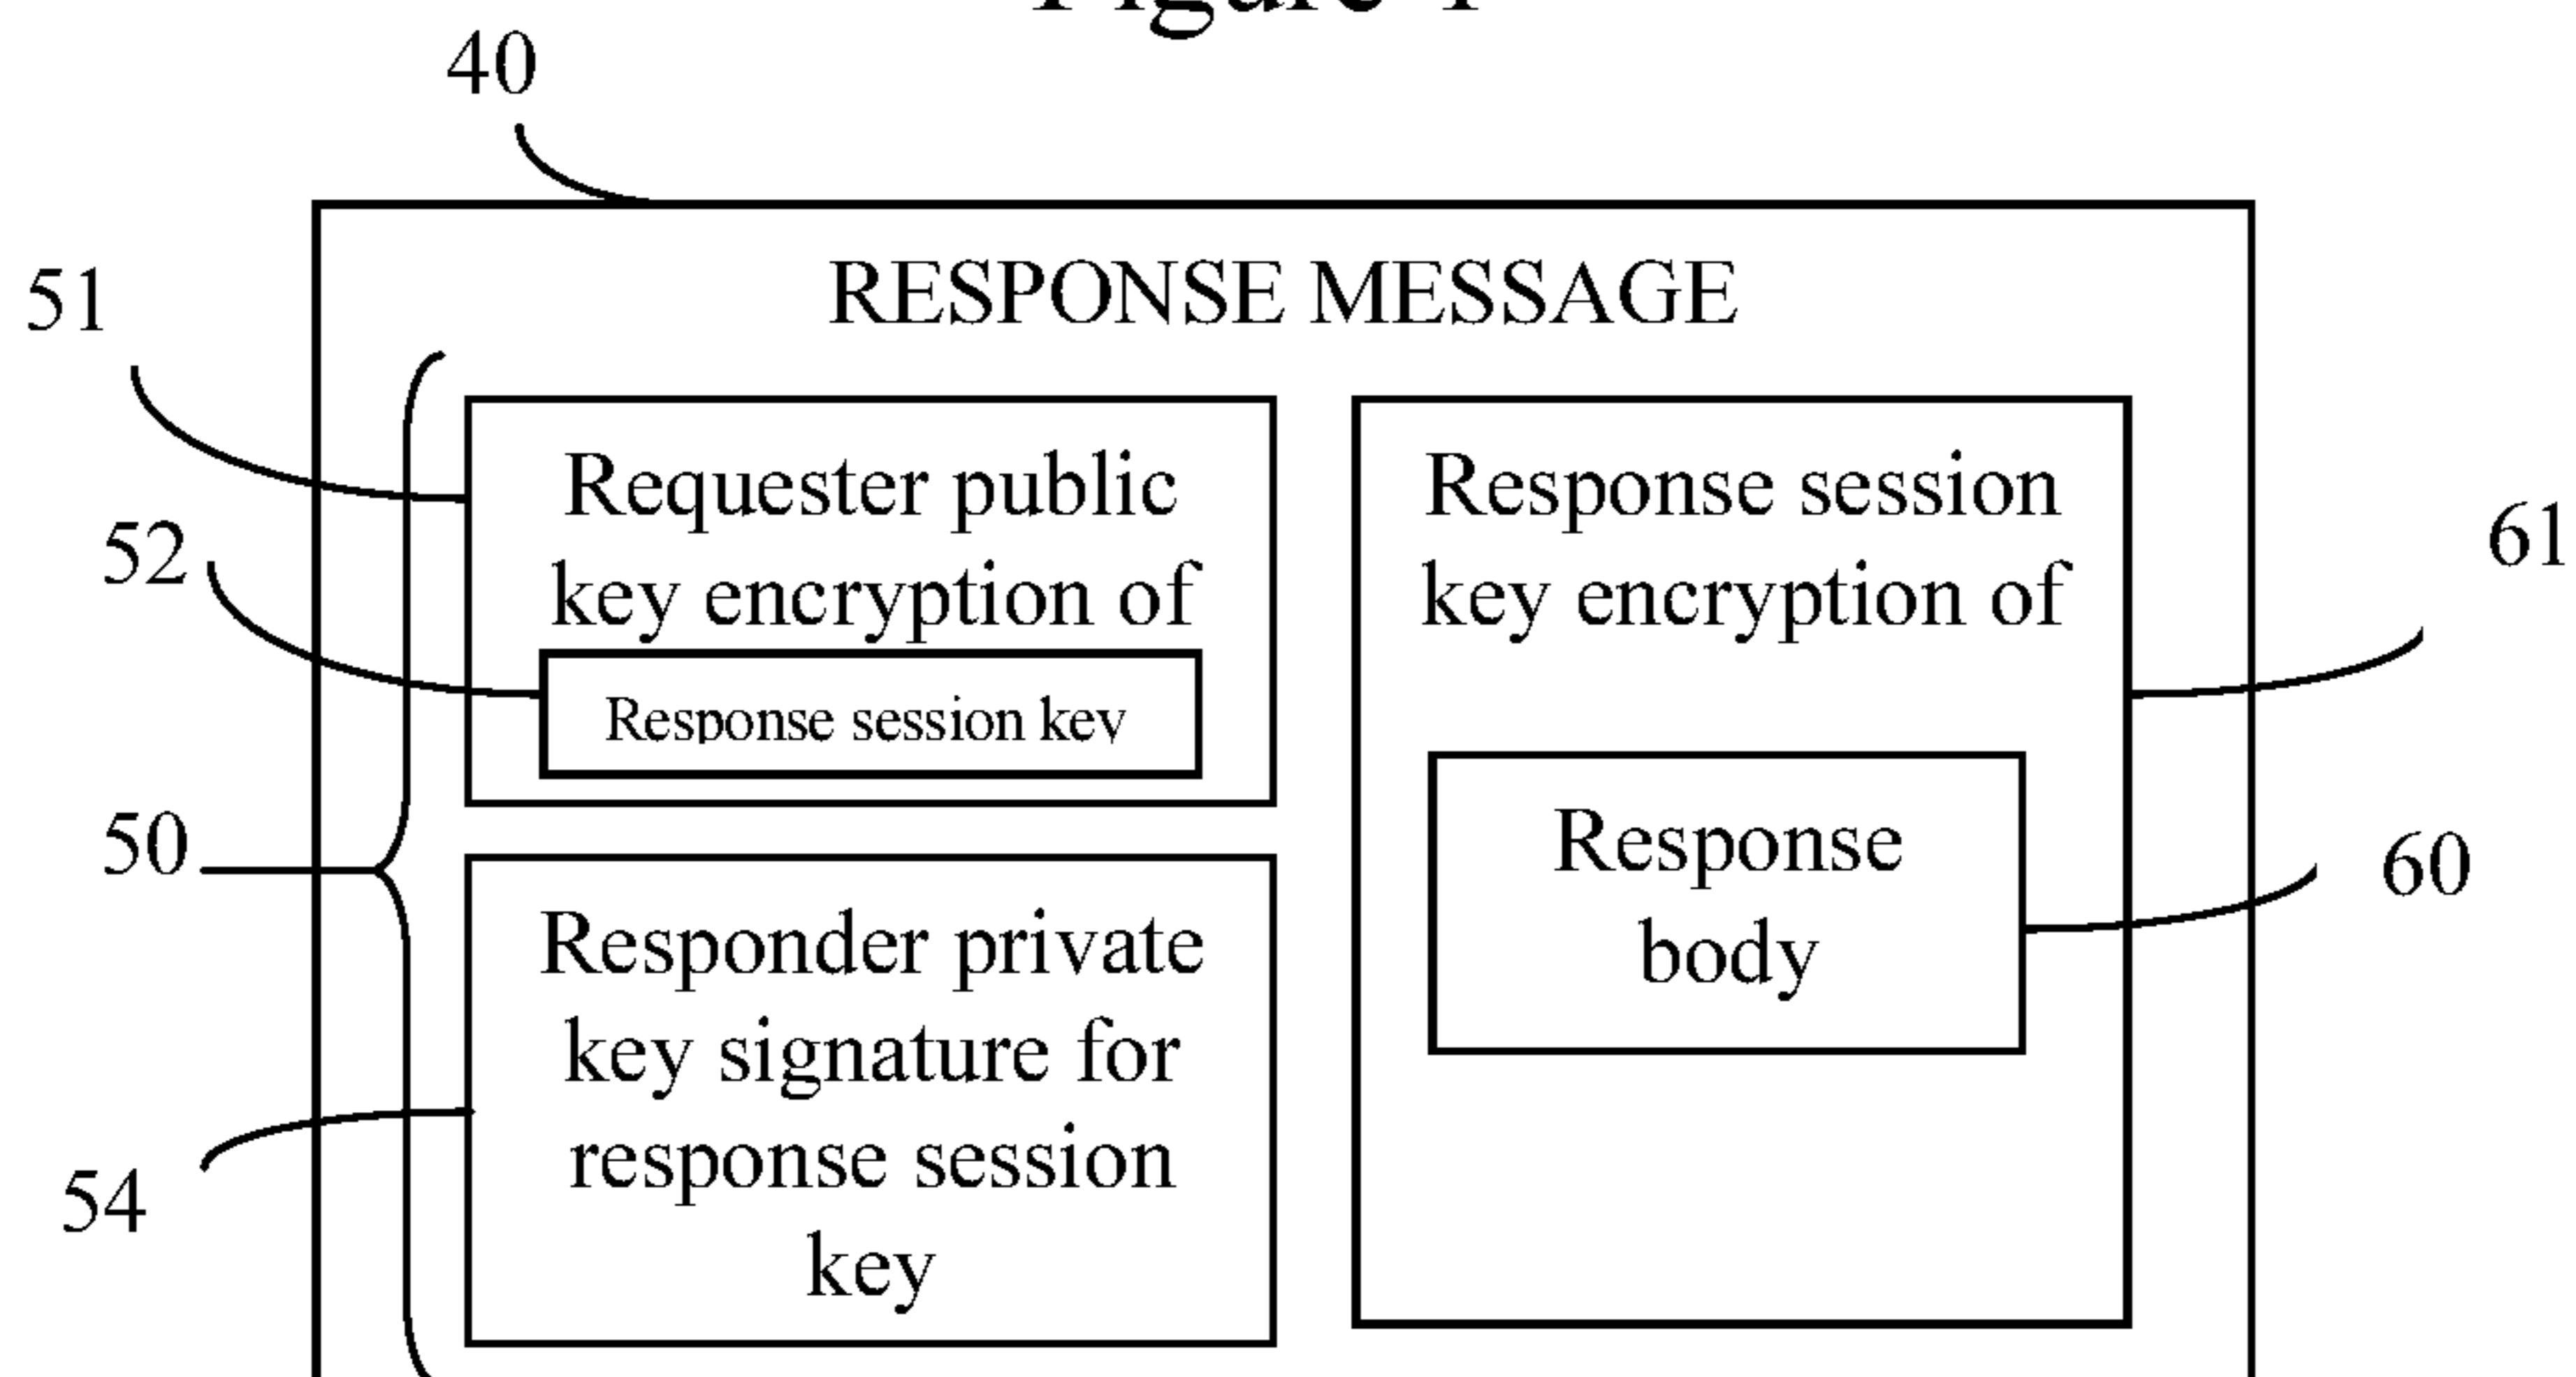 40
RESPONSE MESSAGE
51
Requester public
key encryption of
52
Response session key
50
Responder private
key signature for
response session
key
54
Response session
key encryption of
61
Response
body
60